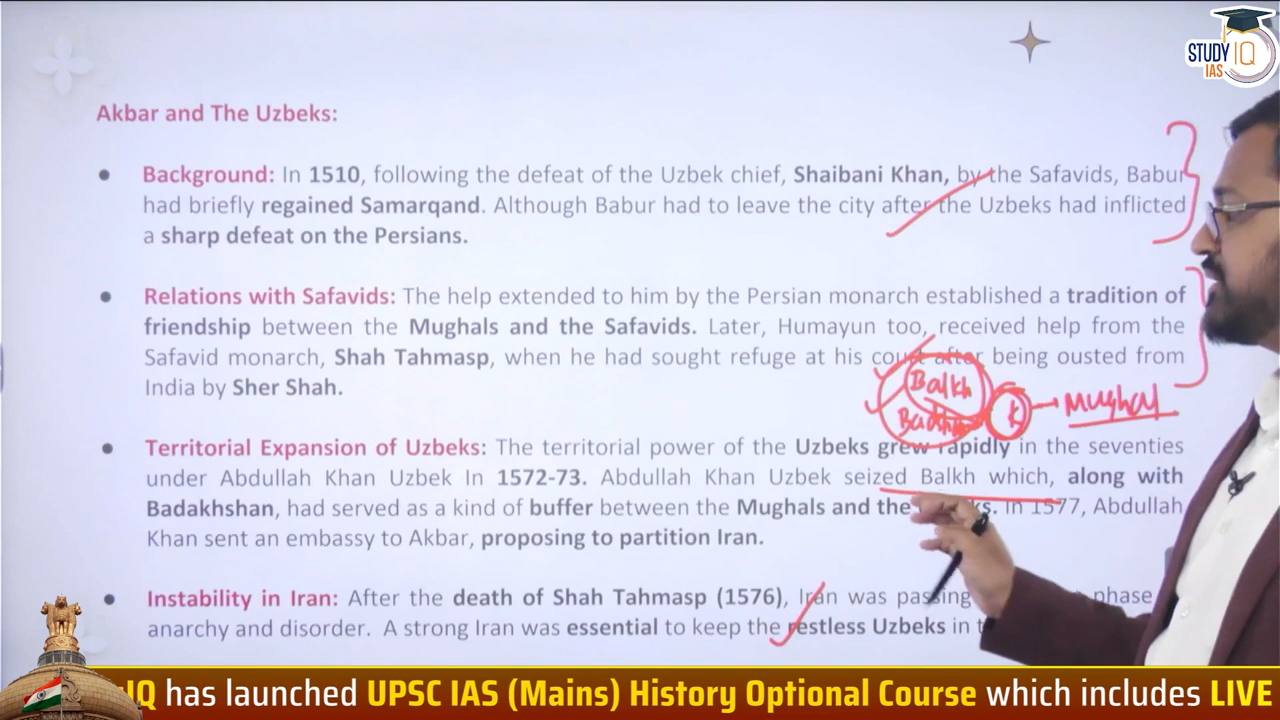 STUDY IQ
IAS
Akbar and The Uzbeks:
• Background: In 1510, following the defeat of the Uzbek chief, Shaibani Khan, by the Safavids, Babur
had briefly regained Samarqand. Although Babur had to leave the city after the Uzbeks had inflicted
a sharp defeat on the Persians.
• Relations with Safavids: The help extended to him by the Persian monarch established a tradition of
friendship between the Mughals and the Safavids. Later, Humayun too, received help from the
Safavid monarch, Shah Tahmasp, when he had sought refuge at his court after being ousted from
India by Sher Shah.
Balkh
K → Mughal
• Territorial Expansion of Uzbeks: The territorial power of the Uzbeks grew rapidly in the seventies
under Abdullah Khan Uzbek In 1572-73. Abdullah Khan Uzbek seized Balkh which, along with
Badakhshan, had served as a kind of buffer between the Mughals and the In 1577, Abdullah
Khan sent an embassy to Akbar, proposing to partition Iran.
• Instability in Iran: After the death of Shah Tahmasp (1576), Iran was passing phase
anarchy and disorder. A strong Iran was essential to keep the restless Uzbeks in
IQ has launched UPSC IAS (Mains) History Optional Course which includes LIVE